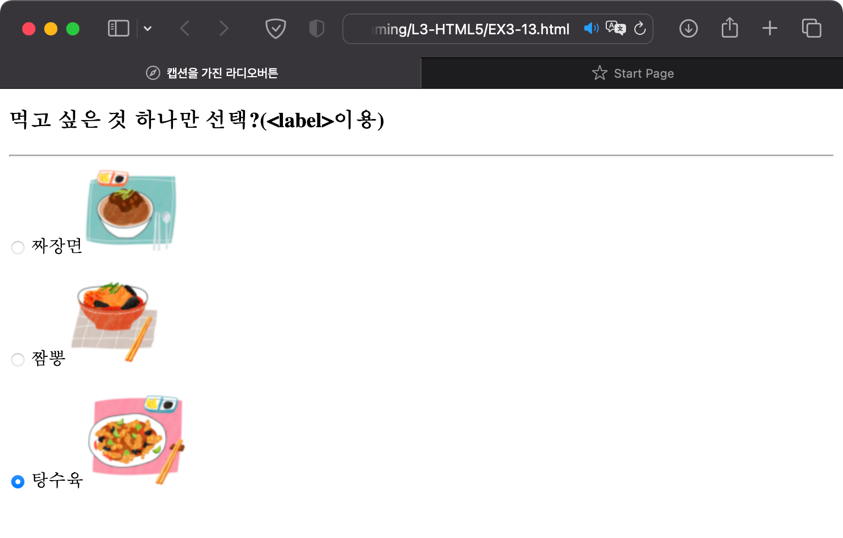 ming/L3-HTML5/EX3-13.html
캡션을 가진 라디오버튼
Start Page
먹고 싶은 것 하나만 선택?(<label>이용)
짜장면
짬뽕
탕수육